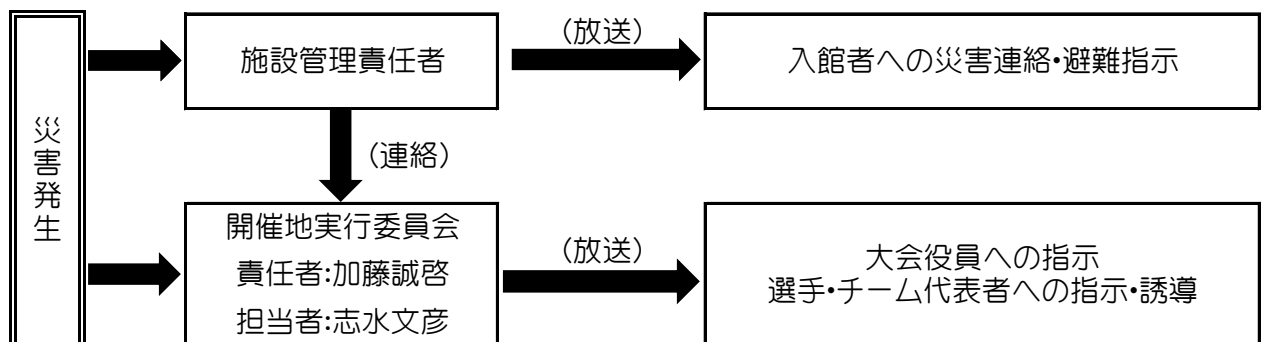 災害発生
施設管理責任者
(放送)
入館者への災害連絡・避難指示
(連絡)
開催地実行委員会
責任者:加藤誠啓
担当者:志水文彦
(放送)
大会役員への指示
選手・チーム代表者への指示・誘導